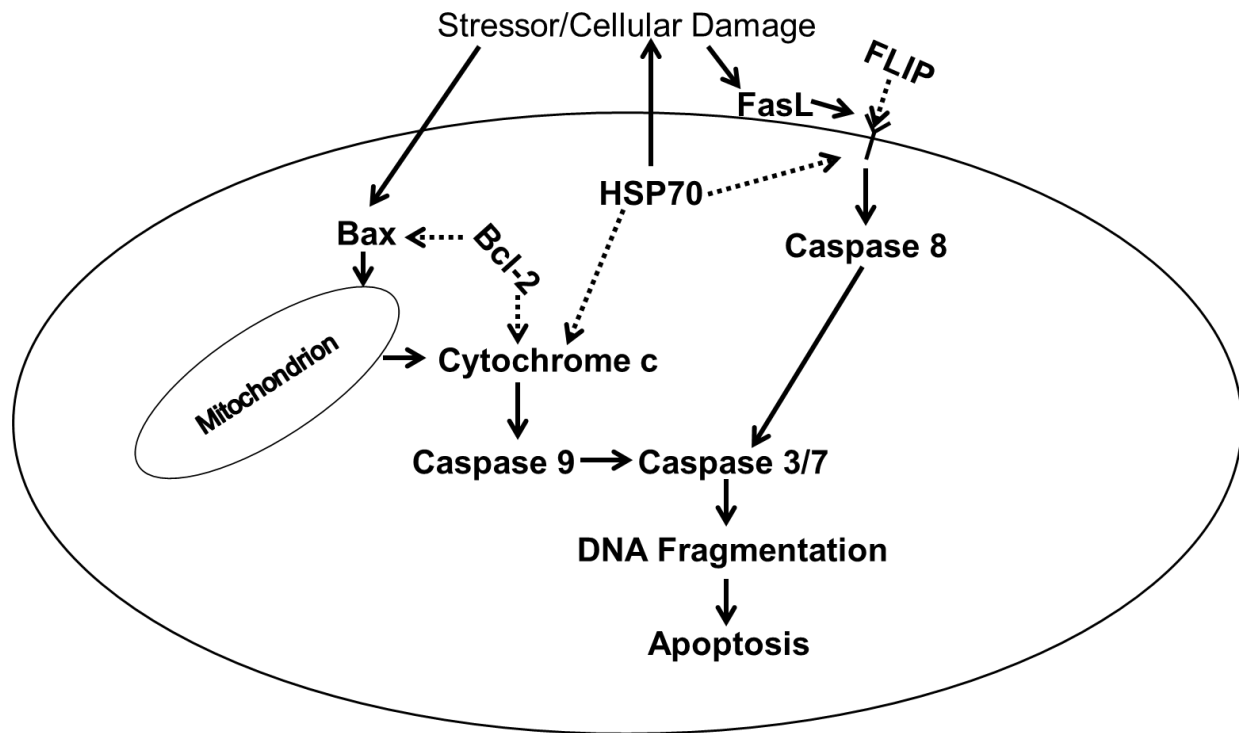 Stressor/Cellular Damage
FLIP
FasL
HSP70
Bax
Bcl-2
Caspase 8
Mitochondrion
Cytochrome c
Caspase 9
Caspase 3/7
DNA Fragmentation
Apoptosis